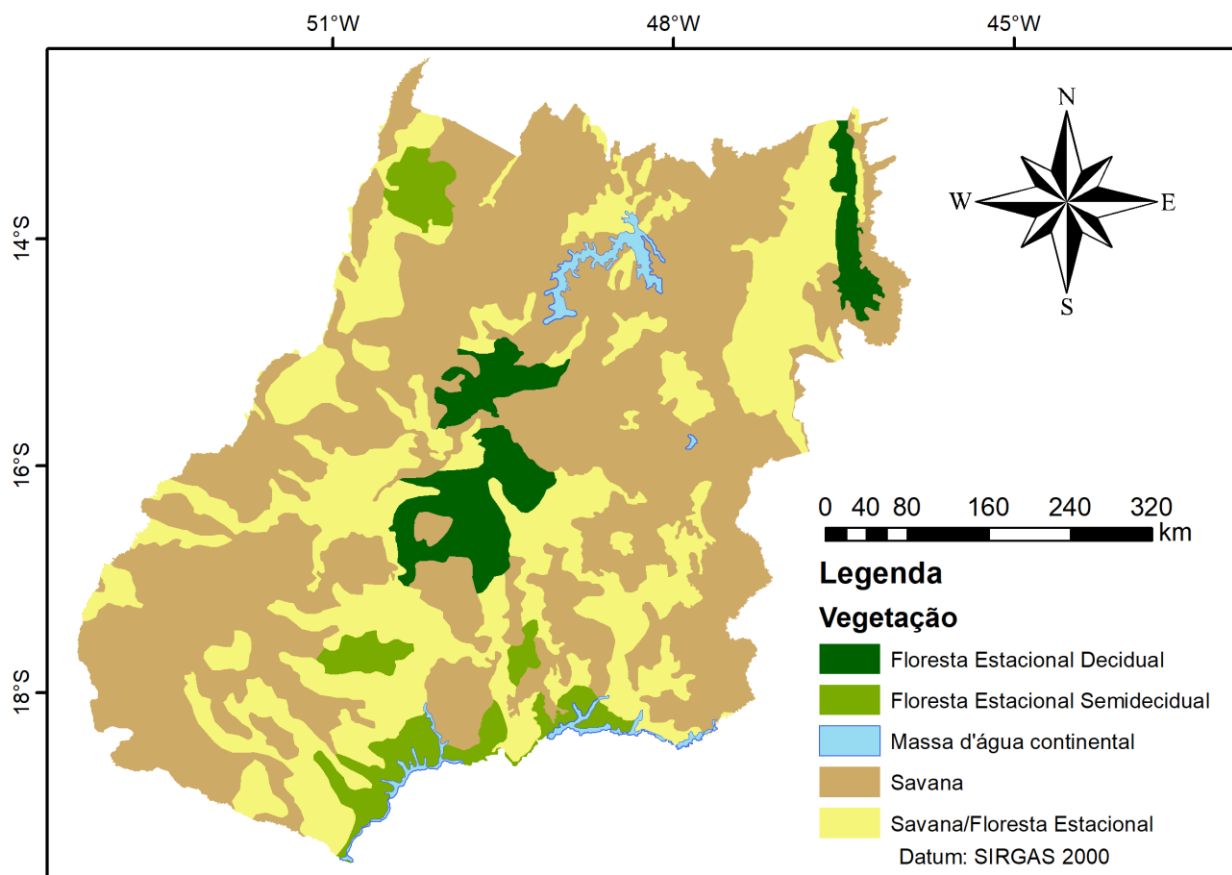 51°W 48°W 45°W
N
W E
S
14°S
16°S
18°S
0 40 80 160 240 320
km
Legenda
Vegetação
Floresta Estacional Decidual
Floresta Estacional Semidecidual
Massa d'água continental
Savana
Savana/Floresta Estacional
Datum: SIRGAS 2000